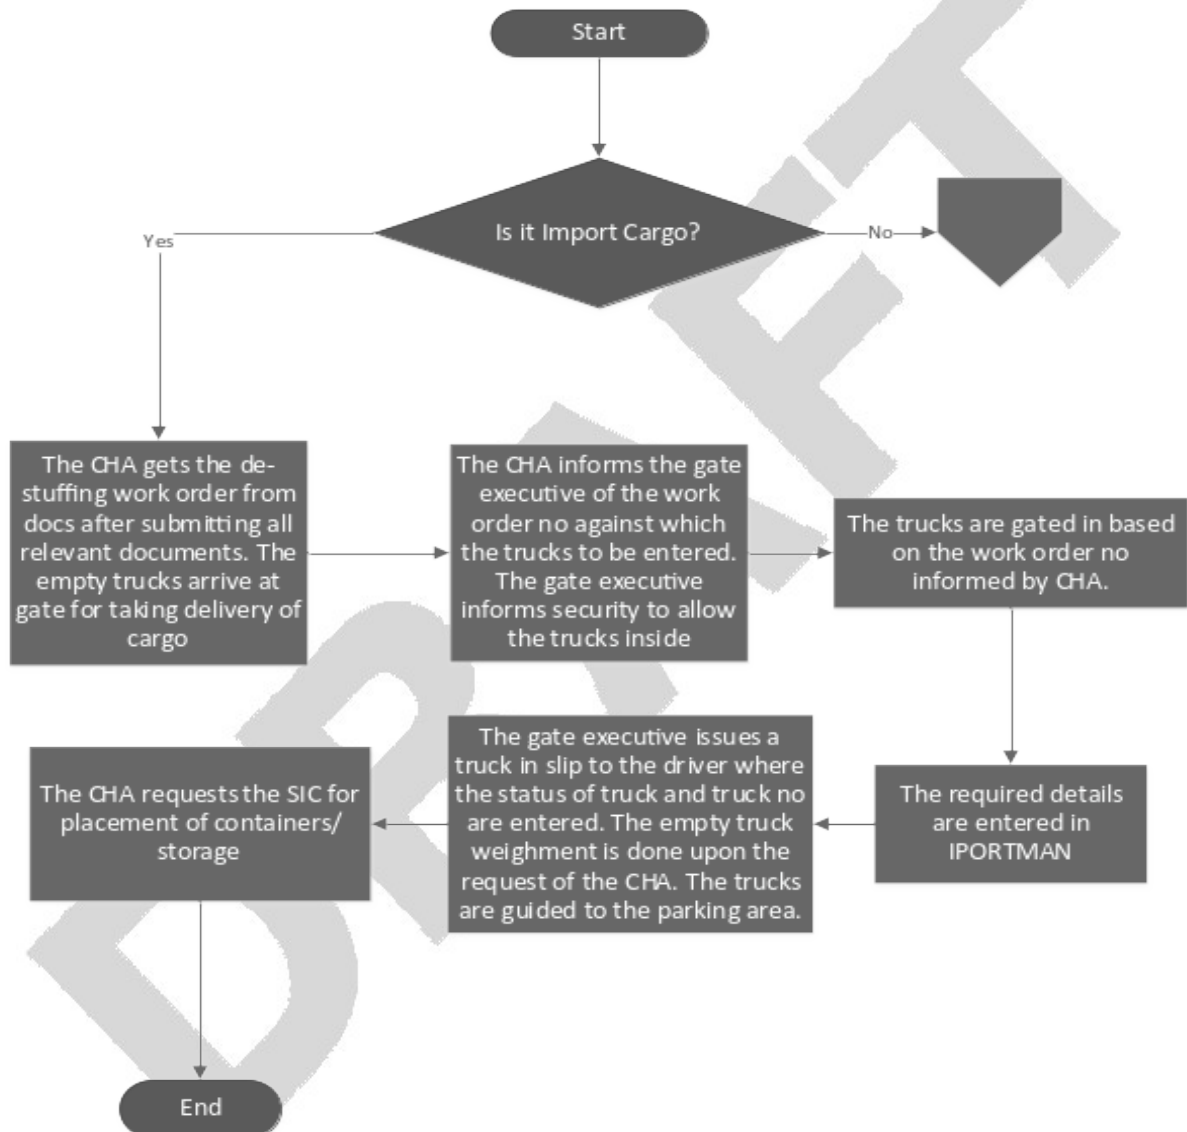 Start
Is it Import Cargo?
Yes
No
The CHA gets the de-
stuffing work order from
docs after submitting all
relevant documents. The
empty trucks arrive at
gate for taking delivery of
cargo
The CHA informs the gate
executive of the work
order no against which
the trucks to be entered.
The gate executive
informs security to allow
the trucks inside
The trucks are gated in based
on the work order no
informed by CHA.
The required details
are entered in
IPORTMAN
The gate executive issues a
truck in slip to the driver where
the status of truck and truck no
are entered. The empty truck
weighment is done upon the
request of the CHA. The trucks
are guided to the parking area.
The CHA requests the SIC for
placement of containers/
storage
End
DRAFT